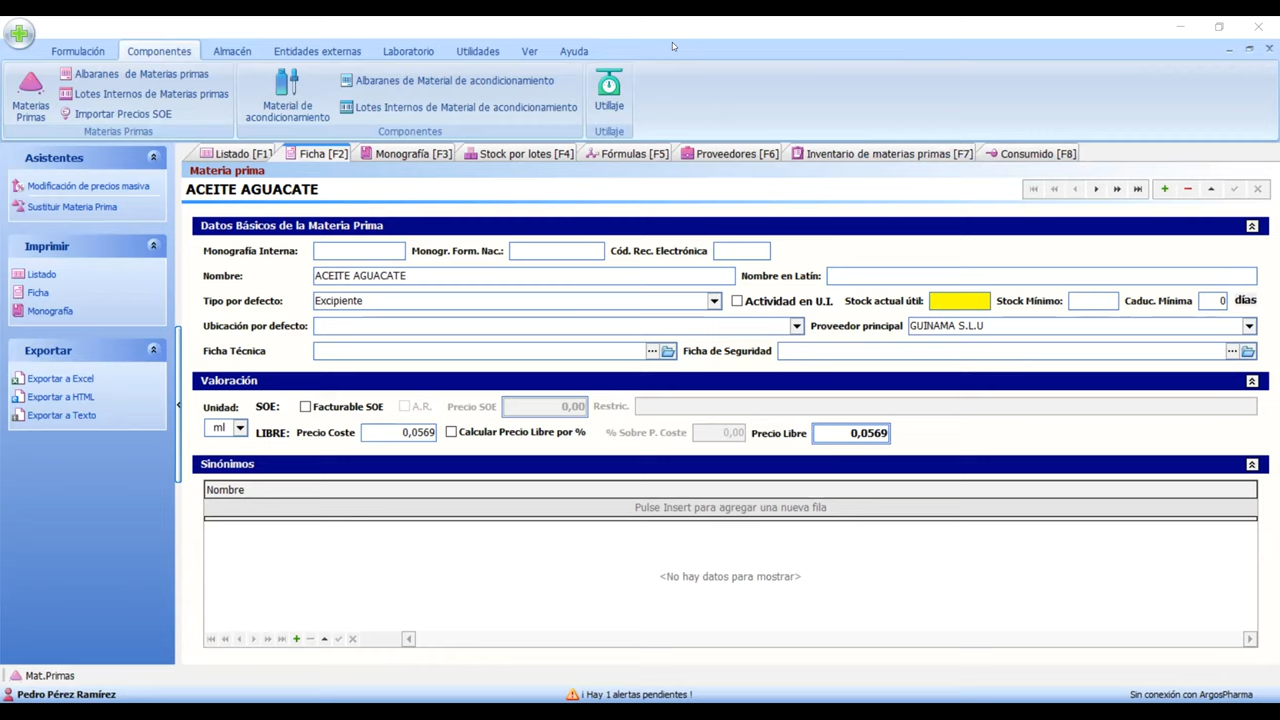 Formulación Componentes Almacén Entidades externas Laboratorio Utilidades Ver Ayuda
Materias Primas
Albaranes de Materias primas
Lotes Internos de Materias primas
Importar Precios SOE
Materias Primas
Material de acondicionamiento
Albaranes de Material de acondicionamiento
Lotes Internos de Material de acondicionamiento
Componentes
Utilaje
Utilaje
Asistentes
Modificación de precios masiva
Sustituir Materia Prima
Imprimir
Listado
Ficha
Monografía
Exportar
Exportar a Excel
Exportar a HTML
Exportar a Texto
Listado [F1] Ficha [F2] Monografía [F3] Stock por lotes [F4] Fórmulas [F5] Proveedores [F6] Inventario de materias primas [F7] Consumido [F8]
Materia prima
ACEITE AGUACATE
Datos Básicos de la Materia Prima
Monografía Interna: Monogr. Form. Nac.: Cód. Rec. Electrónica
Nombre: ACEITE AGUACATE Nombre en Latín:
Tipo por defecto: Excipiente Actividad en U.I. Stock actual útil: Stock Mínimo: Caduc. Mínima 0 días
Ubicación por defecto: Proveedor principal GUINAMA S.L.U
Ficha Técnica Ficha de Seguridad
Valoración
Unidad: SOE: Facturable SOE A.R. Precio SOE 0,00 Restric.
ml LIBRE: Precio Coste 0,0569 Calcular Precio Libre por % % Sobre P. Coste 0,00 Precio Libre 0,0569
Sinónimos
Nombre
Pulse Insert para agregar una nueva fila
<No hay datos para mostrar>
Mat.Primas
Pedro Pérez Ramírez ¡ Hay 1 alertas pendientes ! Sin conexión con ArgosPharma